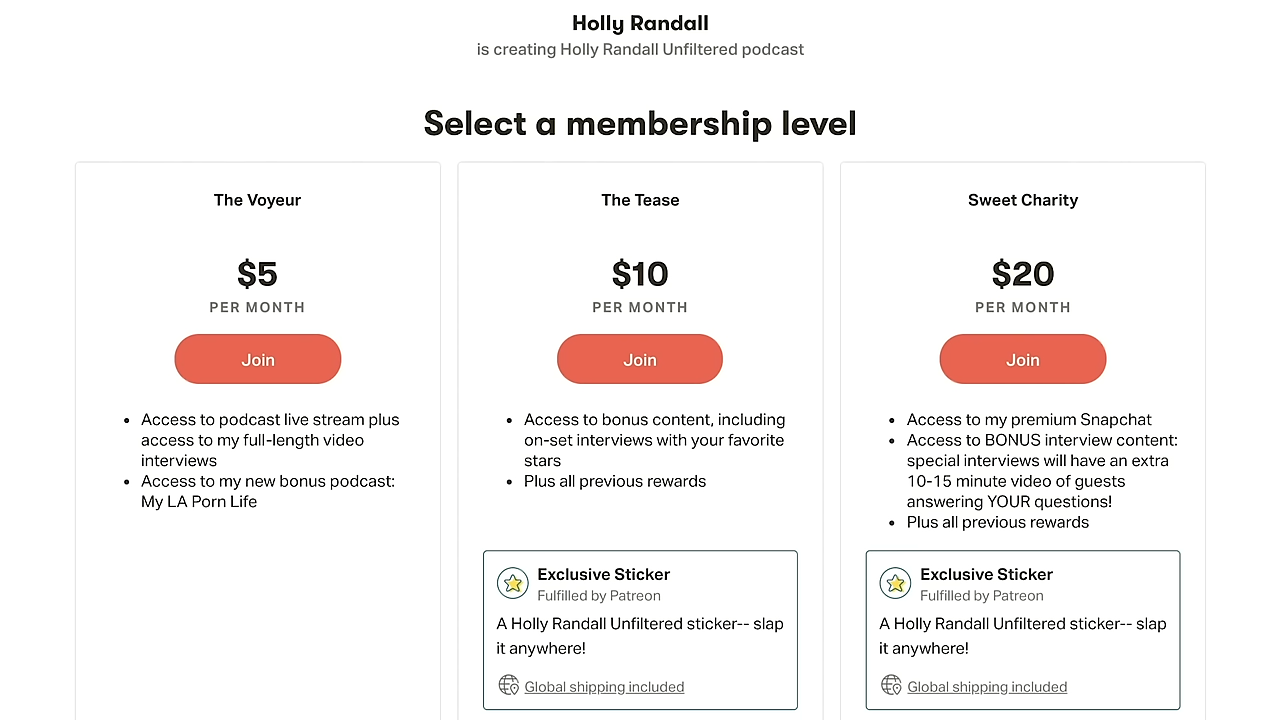 Holly Randall
is creating Holly Randall Unfiltered podcast
Select a membership level
The Voyeur
$5
PER MONTH
Join
• Access to podcast live stream plus
access to my full-length video
interviews
• Access to my new bonus podcast:
My LA Porn Life
The Tease
$10
PER MONTH
Join
• Access to bonus content, including
on-set interviews with your favorite
stars
• Plus all previous rewards
Exclusive Sticker
Fulfilled by Patreon
A Holly Randall Unfiltered sticker-- slap
it anywhere!
Global shipping included
Sweet Charity
$20
PER MONTH
Join
• Access to my premium Snapchat
• Access to BONUS interview content:
special interviews will have an extra
10-15 minute video of guests
answering YOUR questions!
• Plus all previous rewards
Exclusive Sticker
Fulfilled by Patreon
A Holly Randall Unfiltered sticker-- slap
it anywhere!
Global shipping included